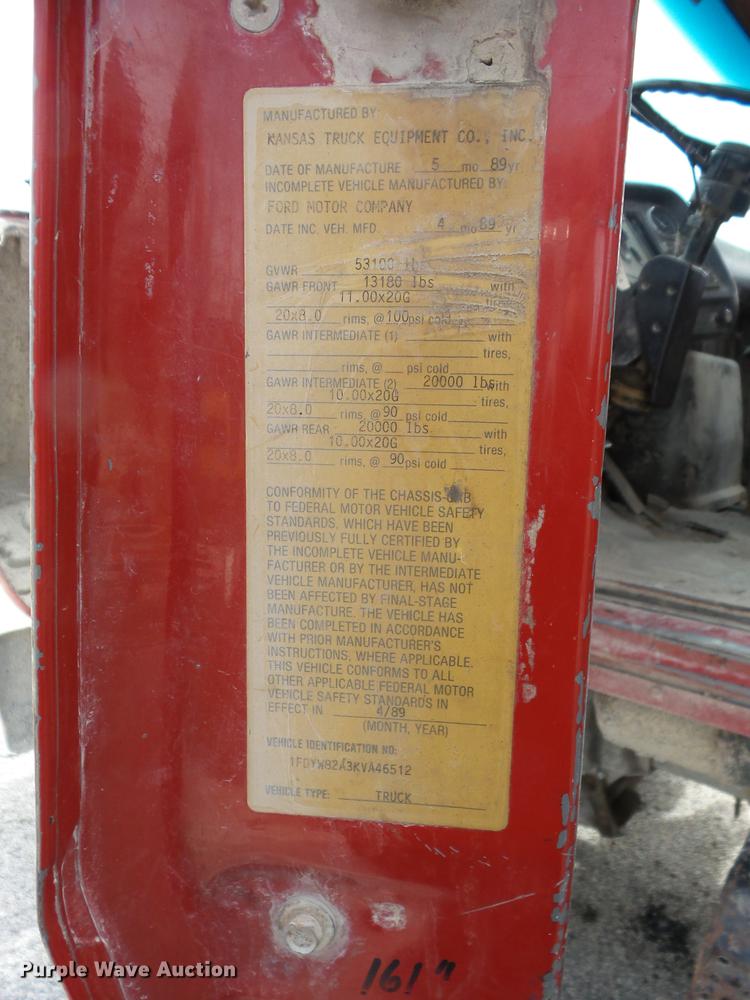 MANUFACTURED BY:
KANSAS TRUCK EQUIPMENT CO., INC.
DATE OF MANUFACTURE 5 mo 89 yr
INCOMPLETE VEHICLE MANUFACTURED BY:
FORD MOTOR COMPANY
DATE INC. VEH. MFD. 4 mo 89 yr
GVWR 53100 lbs
GAWR FRONT 13180 lbs with
11.00x20G
20x8.0 rims, @ 100 psi cold
GAWR INTERMEDIATE (1) with
tires,
rims, @ psi cold
GAWR INTERMEDIATE (2) 20000 lbs with
10.00x20G tires,
20x8.0 rims, @ 90 psi cold
GAWR REAR 20000 lbs with
10.00x20G tires,
20x8.0 rims, @ 90 psi cold
CONFORMITY OF THE CHASSIS-CAB
TO FEDERAL MOTOR VEHICLE SAFETY
STANDARDS, WHICH HAVE BEEN
PREVIOUSLY FULLY CERTIFIED BY
THE INCOMPLETE VEHICLE MANU-
FACTURER OR BY THE INTERMEDIATE
VEHICLE MANUFACTURER, HAS NOT
BEEN AFFECTED BY FINAL-STAGE
MANUFACTURE. THE VEHICLE HAS
BEEN COMPLETED IN ACCORDANCE
WITH PRIOR MANUFACTURER'S
INSTRUCTIONS, WHERE APPLICABLE.
THIS VEHICLE CONFORMS TO ALL
OTHER APPLICABLE FEDERAL MOTOR
VEHICLE SAFETY STANDARDS IN
EFFECT IN 4/89
(MONTH, YEAR)
VEHICLE IDENTIFICATION NO:
1FDYW82A3KVA46512
VEHICLE TYPE: TRUCK
161"
Purple Wave Auction